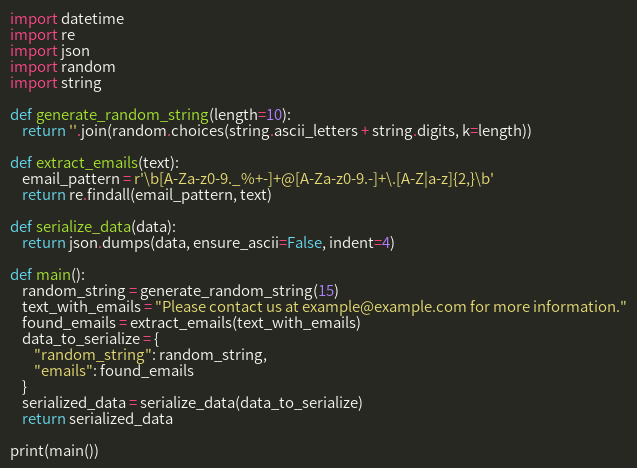 import datetime
import re
import json
import random
import string

def generate_random_string(length=10):
    return ''.join(random.choices(string.ascii_letters + string.digits, k=length))

def extract_emails(text):
    email_pattern = r'\b[A-Za-z0-9._%+-]+@[A-Za-z0-9.-]+\.[A-Z|a-z]{2,}\b'
    return re.findall(email_pattern, text)

def serialize_data(data):
    return json.dumps(data, ensure_ascii=False, indent=4)

def main():
    random_string = generate_random_string(15)
    text_with_emails = "Please contact us at example@example.com for more information."
    found_emails = extract_emails(text_with_emails)
    data_to_serialize = {
        "random_string": random_string,
        "emails": found_emails
    }
    serialized_data = serialize_data(data_to_serialize)
    return serialized_data

print(main())